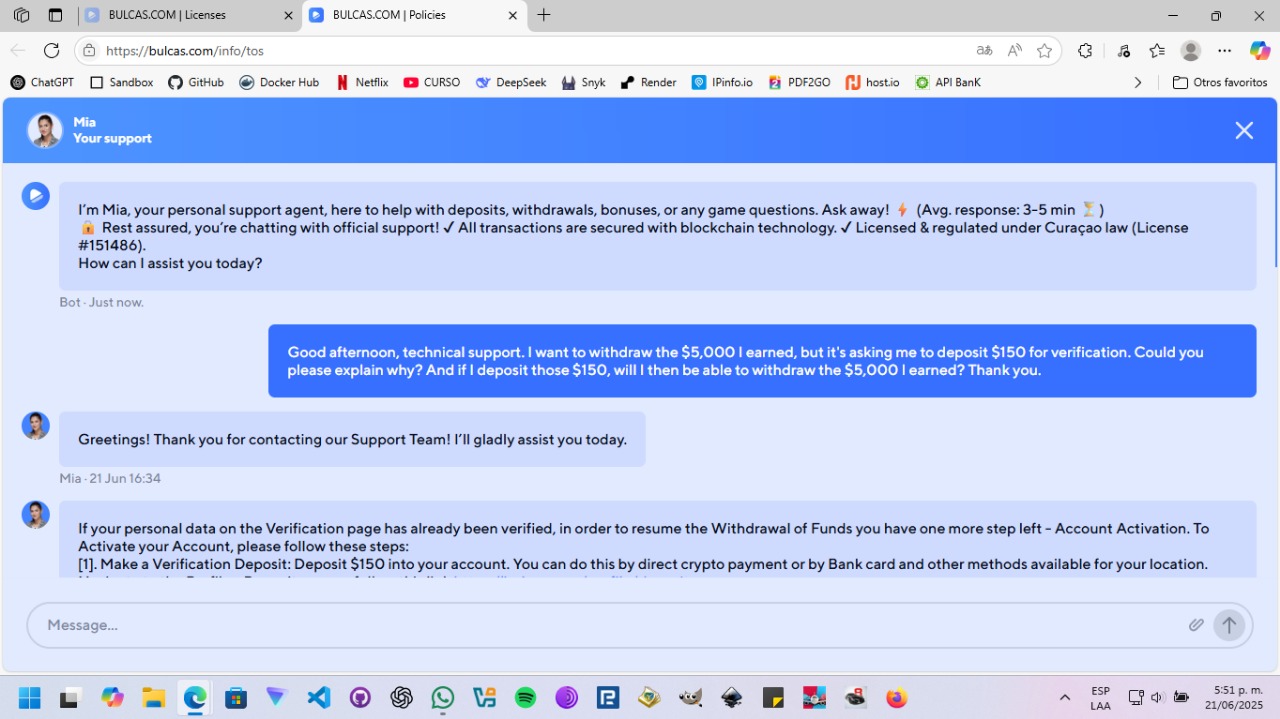 BULCAS.COM | Licenses
BULCAS.COM | Policies
https://bulcas.com/info/tos
ChatGPT
Sandbox
GitHub
Docker Hub
Netflix
CURSO
DeepSeek
Snyk
Render
IPinfo.io
PDF2GO
host.io
API BanK
Otros favoritos
Mia
Your support
I'm Mia, your personal support agent, here to help with deposits, withdrawals, bonuses, or any game questions. Ask away! ⚡ (Avg. response: 3-5 min ⏳)
🔒 Rest assured, you're chatting with official support! ✓ All transactions are secured with blockchain technology. ✓ Licensed & regulated under Curaçao law (License
#151486).
How can I assist you today?
Bot · Just now.
Good afternoon, technical support. I want to withdraw the $5,000 I earned, but it's asking me to deposit $150 for verification. Could you
please explain why? And if I deposit those $150, will I then be able to withdraw the $5,000 I earned? Thank you.
Greetings! Thank you for contacting our Support Team! I'll gladly assist you today.
Mia · 21 Jun 16:34
If your personal data on the Verification page has already been verified, in order to resume the Withdrawal of Funds you have one more step left - Account Activation. To
Activate your Account, please follow these steps:
[1]. Make a Verification Deposit: Deposit $150 into your account. You can do this by direct crypto payment or by Bank card and other methods available for your location.
Message...
ESP
LAA
5:51 p. m.
21/06/2025